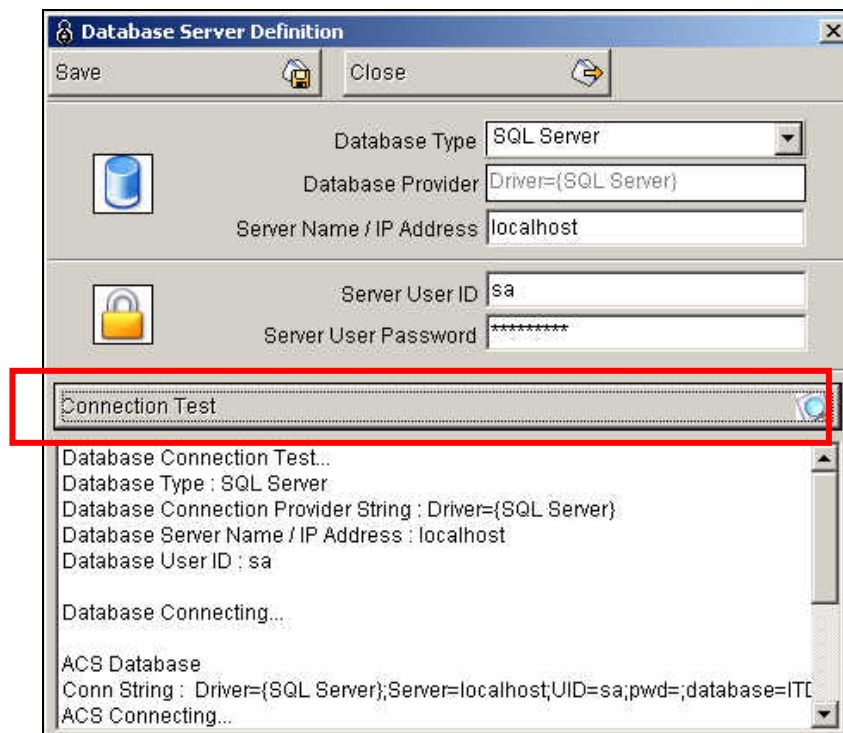 Database Server Definition
Save
Close
Database Type SQL Server
Database Provider Driver={SQL Server}
Server Name / IP Address localhost
Server User ID sa
Server User Password *********
Connection Test
Database Connection Test...
Database Type : SQL Server
Database Connection Provider String : Driver={SQL Server}
Database Server Name / IP Address : localhost
Database User ID : sa
Database Connecting...
ACS Database
Conn String : Driver={SQL Server};Server=localhost;UID=sa;pwd=;database=
ACS Connecting...